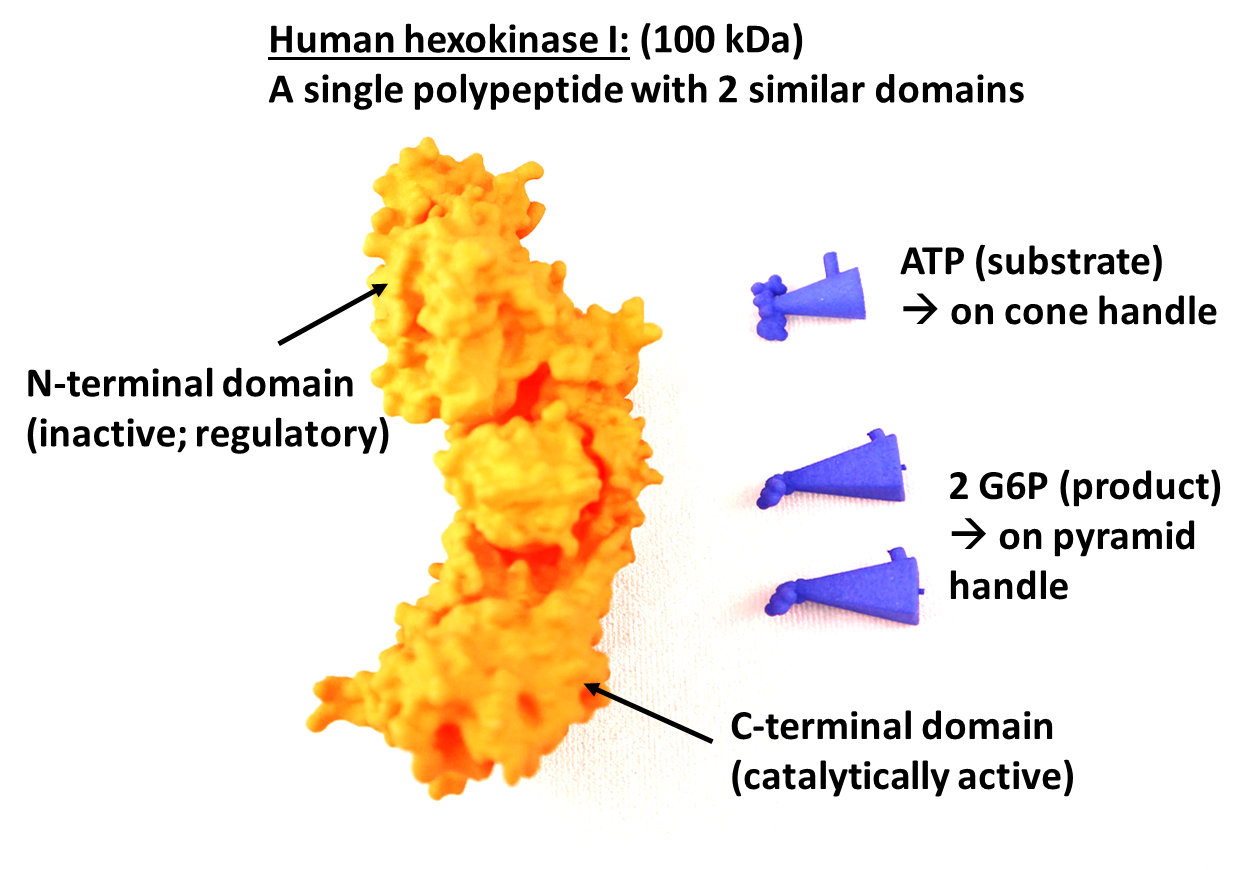 Human hexokinase I: (100 kDa)
A single polypeptide with 2 similar domains
ATP (substrate)
→ on cone handle
N-terminal domain
(inactive; regulatory)
2 G6P (product)
→ on pyramid
handle
C-terminal domain
(catalytically active)